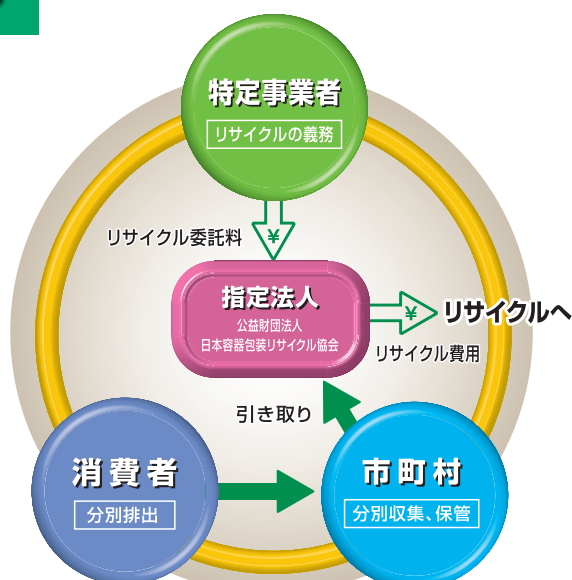 特定事業者
リサイクルの義務
リサイクル委託料
¥
指定法人
公益財団法人
日本容器包装リサイクル協会
¥
リサイクルへ
リサイクル費用
引き取り
消費者
分別排出
市町村
分別収集、保管